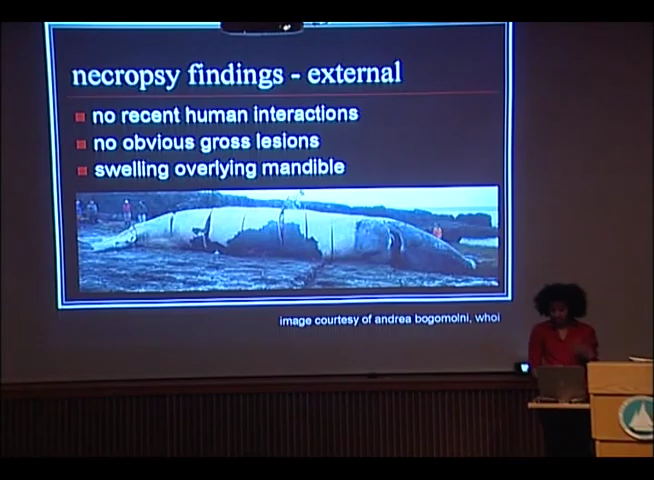 necropsy findings - external
no recent human interactions
no obvious gross lesions
swelling overlying mandible
image courtesy of andrea bogomolni, whoi